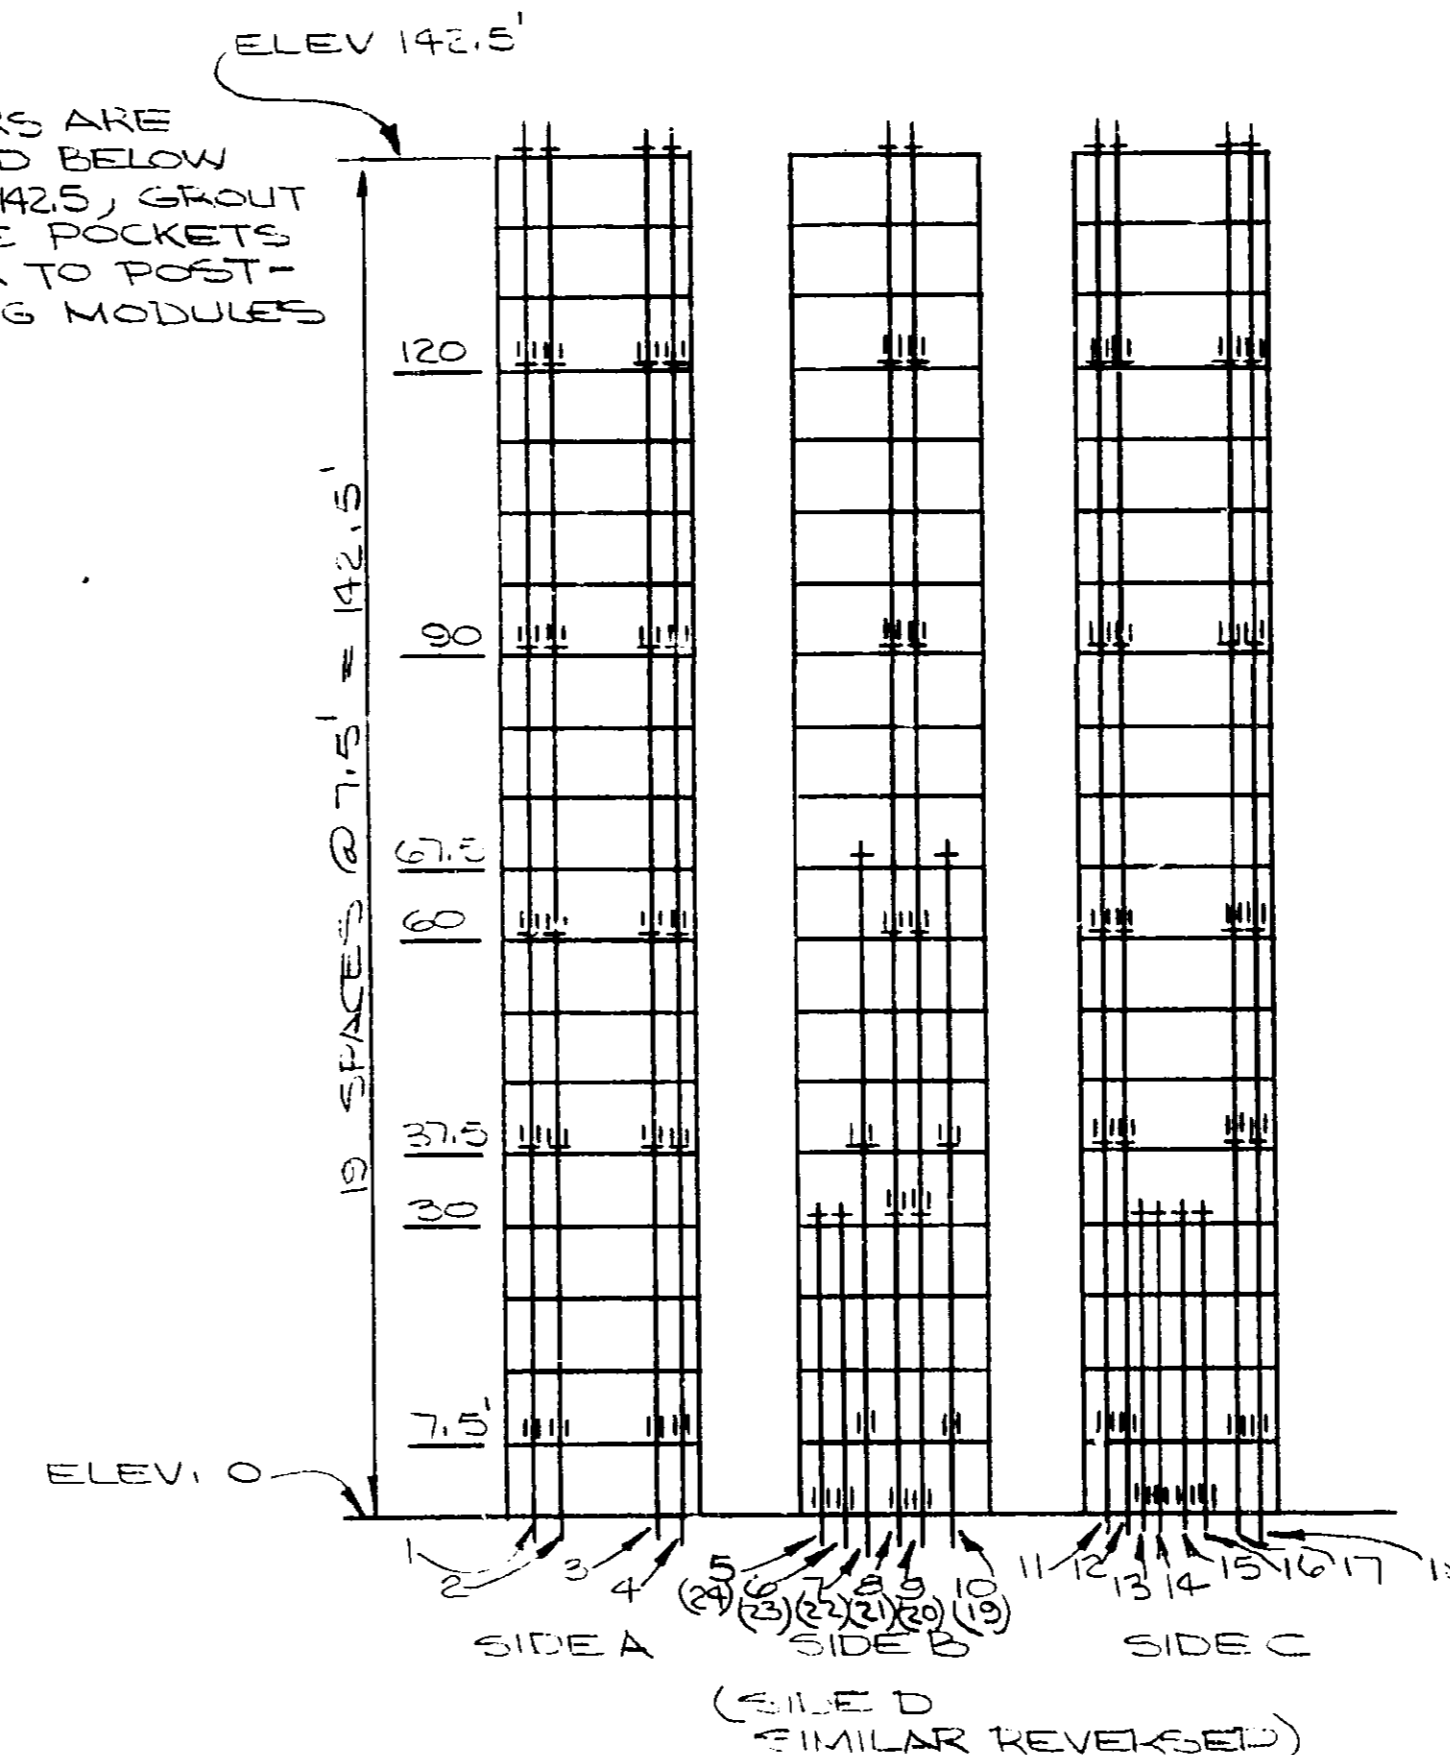 ELEV 142.5'
RS ARE
D BELOW
142.5, GROUT
E POCKETS
R TO POST-
G MODULES
120
90
67.5
60
37.5
30
7.5'
19 SPACES @ 7.5' = 142.5'
ELEV. 0
1 2 3 4 5 6 7 8 9 10 11 12 13 14 15 16 17
(24) (23) (22) (21) (20) (19)
SIDE A SIDE B SIDE C
(SIDE D
SIMILAR REVERSED)